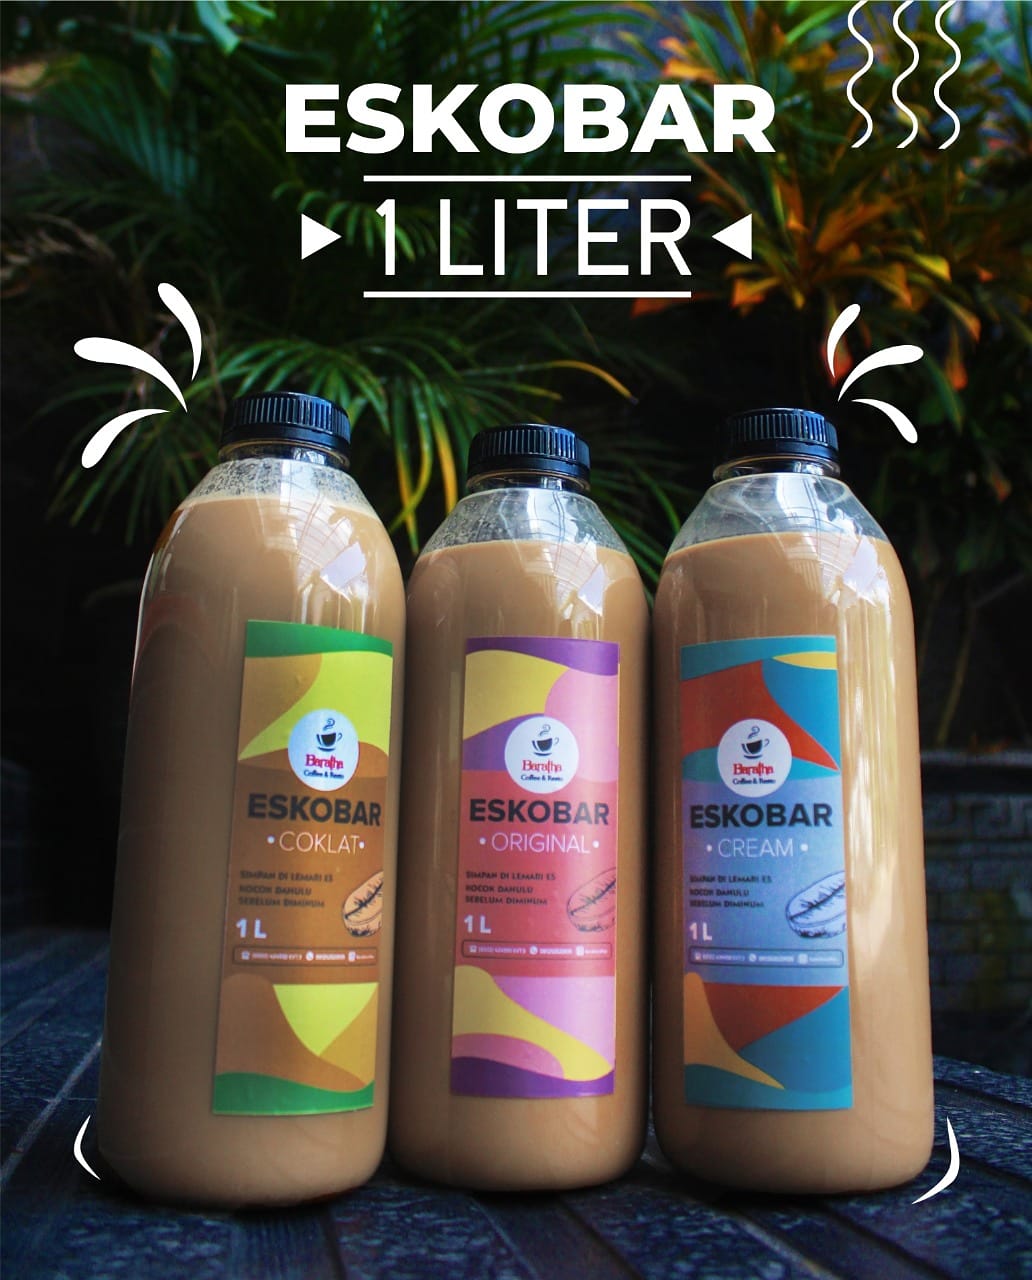 ESKOBAR
1 LITER
Baratha
Coffee & Resto
ESKOBAR
• COKLAT •
SIMPAN DI LEMARI ES
KOCOK DAHULU
SEBELUM DIMINUM
1 L
Baratha
Coffee & Resto
ESKOBAR
• ORIGINAL •
SIMPAN DI LEMARI ES
KOCOK DAHULU
SEBELUM DIMINUM
1 L
Baratha
Coffee & Resto
ESKOBAR
• CREAM •
SIMPAN DI LEMARI ES
KOCOK DAHULU
SEBELUM DIMINUM
1 L